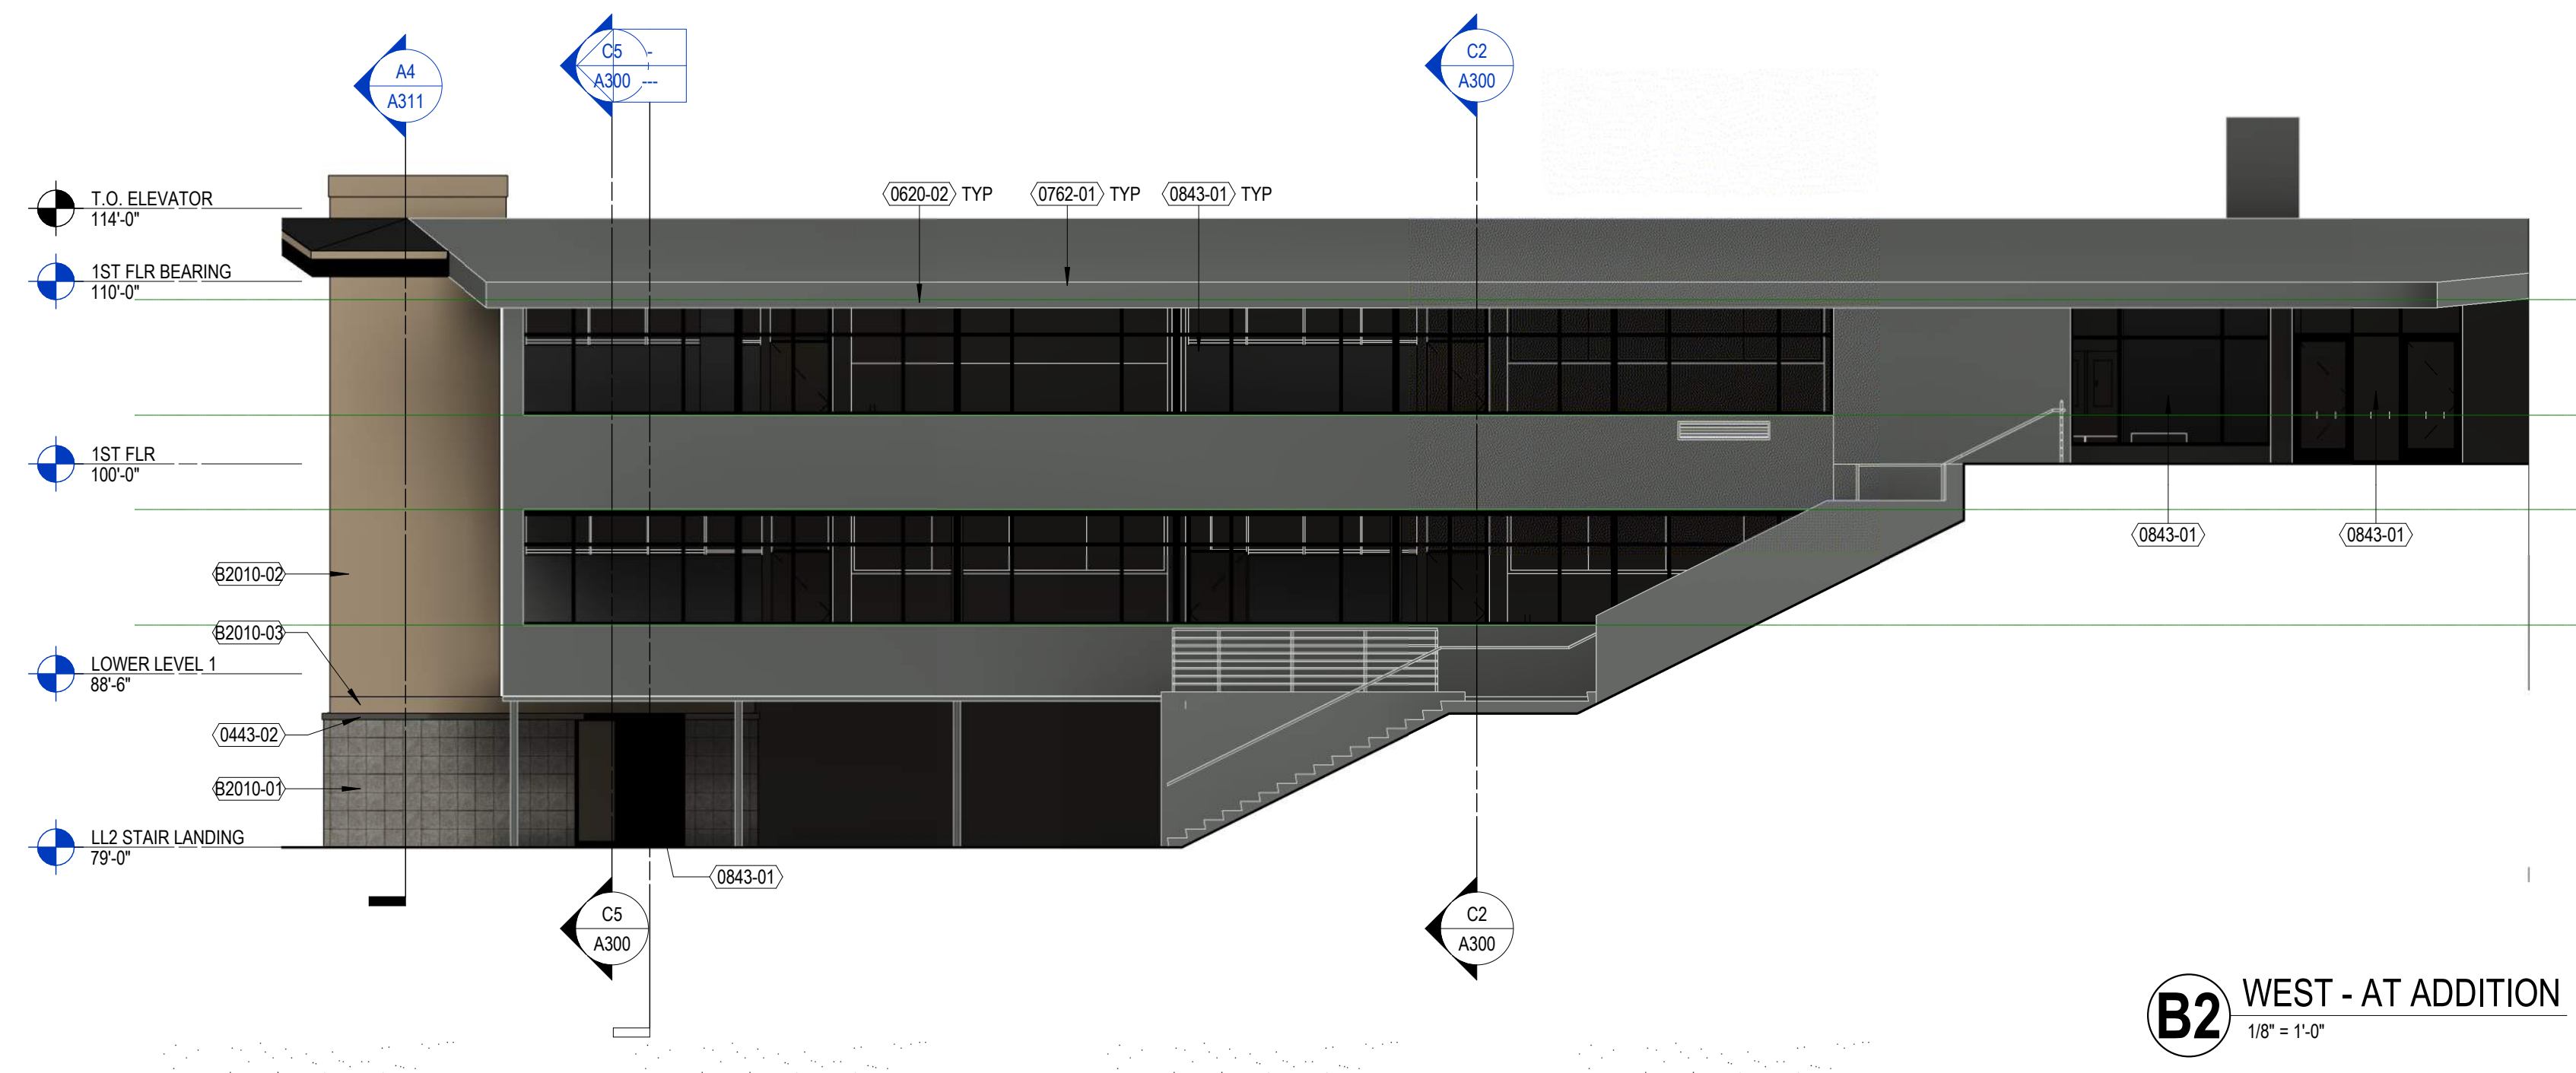 A4
A311
C5 -
A300 ---
C2
A300
T.O. ELEVATOR
114'-0"
0620-02 TYP
0762-01 TYP
0843-01 TYP
1ST FLR BEARING
110'-0"
1ST FLR
100'-0"
0843-01
0843-01
B2010-02
B2010-03
LOWER LEVEL 1
88'-6"
0443-02
B2010-01
LL2 STAIR LANDING
79'-0"
0843-01
C5
A300
C2
A300
B2
WEST - AT ADDITION
1/8" = 1'-0"